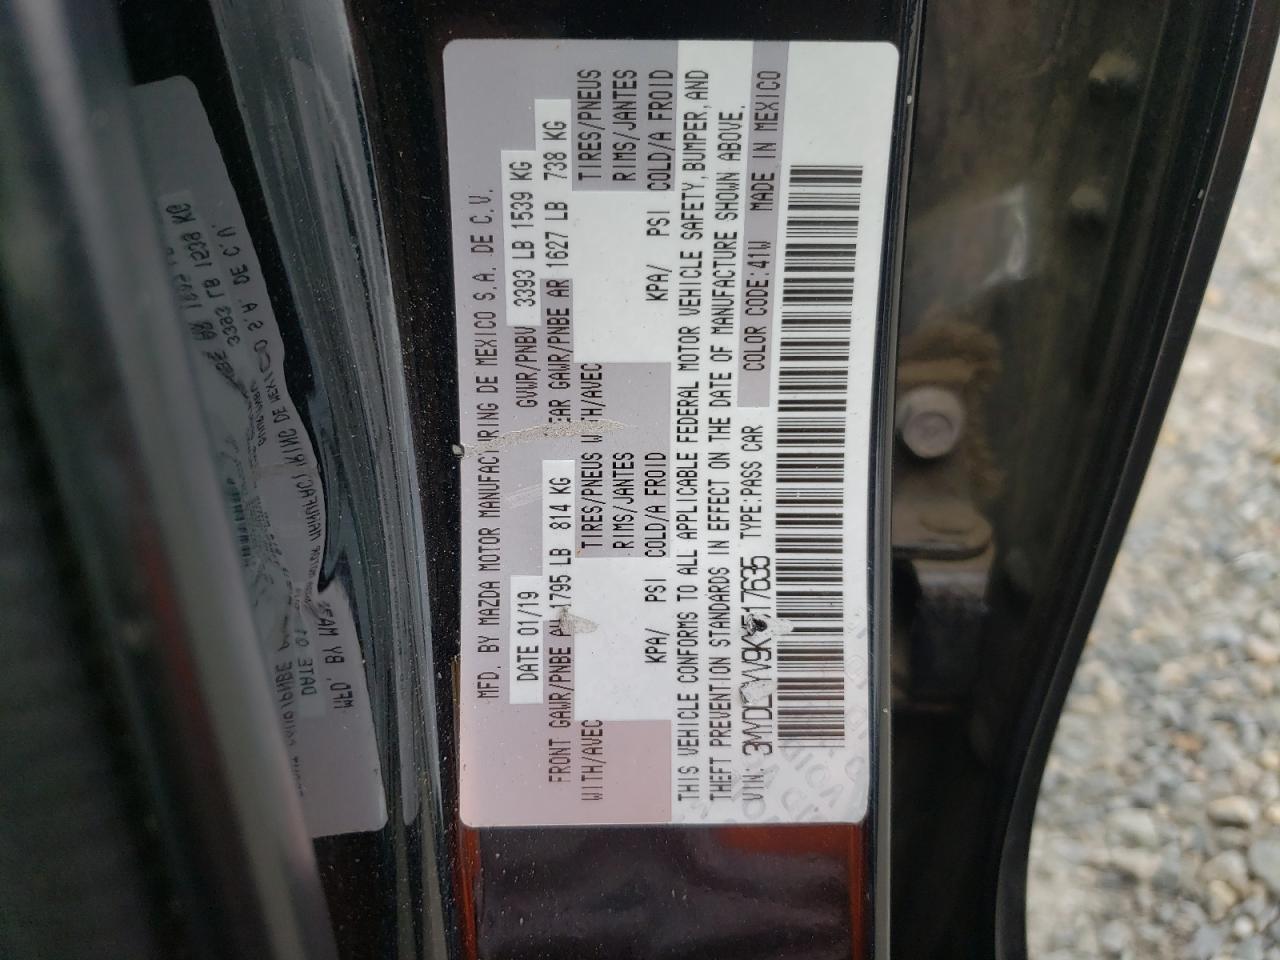 MFD. BY MAZDA MOTOR MANUFACTURING DE MEXICO S.A. DE C.V.
DATE 01/19 GVWR/PNBV 3393 LB 1539 KG
FRONT GAWR/PNBE AV 1795 LB 814 KG REAR GAWR/PNBE AR 1627 LB 738 KG
WITH/AVEC TIRES/PNEUS WITH/AVEC TIRES/PNEUS
RIMS/JANTES RIMS/JANTES
KPA/ PSI COLD/A FROID KPA/ PSI COLD/A FROID
THIS VEHICLE CONFORMS TO ALL APPLICABLE FEDERAL MOTOR VEHICLE SAFETY, BUMPER, AND
THEFT PREVENTION STANDARDS IN EFFECT ON THE DATE OF MANUFACTURE SHOWN ABOVE.
VIN: TYPE:PASS CAR COLOR CODE:41W MADE IN MEXICO